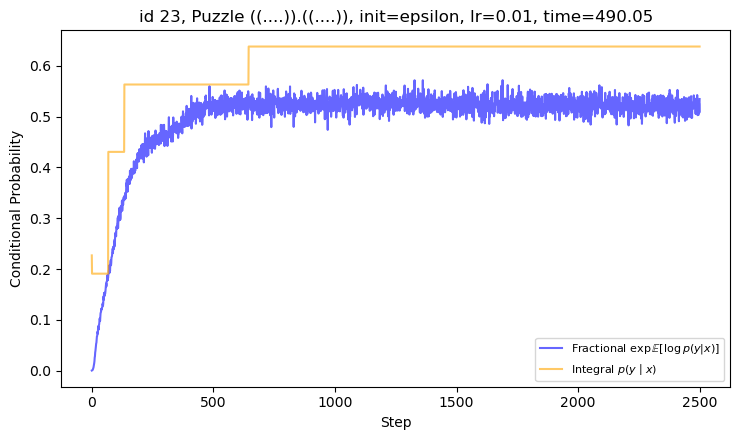 id 23, Puzzle ((....)).((....)), init=epsilon, lr=0.01, time=490.05
Conditional Probability
0.6
0.5
0.4
0.3
0.2
0.1
0.0
Fractional exp𝔼[log p(y|x)]
Integral p(y | x)
0
500
1000
1500
2000
2500
Step